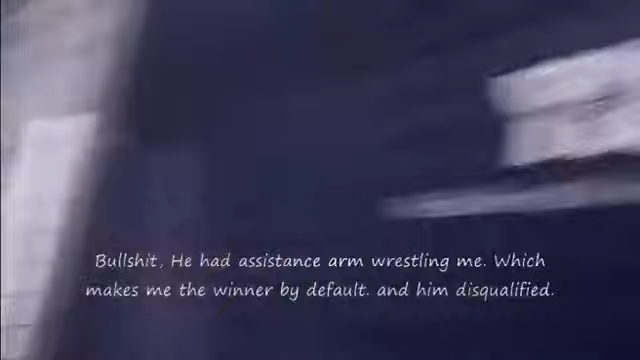 Bullshit, He had assistance arm wrestling me. Which
makes me the winner by default. and him disqualified.